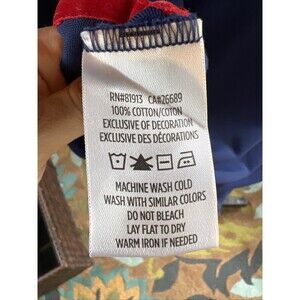 RN#81913 CA#26689
100% COTTON/COTON
EXCLUSIVE OF DECORATION
EXCLUSIVE DES DÉCORATIONS
MACHINE WASH COLD
WASH WITH SIMILAR COLORS
DO NOT BLEACH
LAY FLAT TO DRY
WARM IRON IF NEEDED